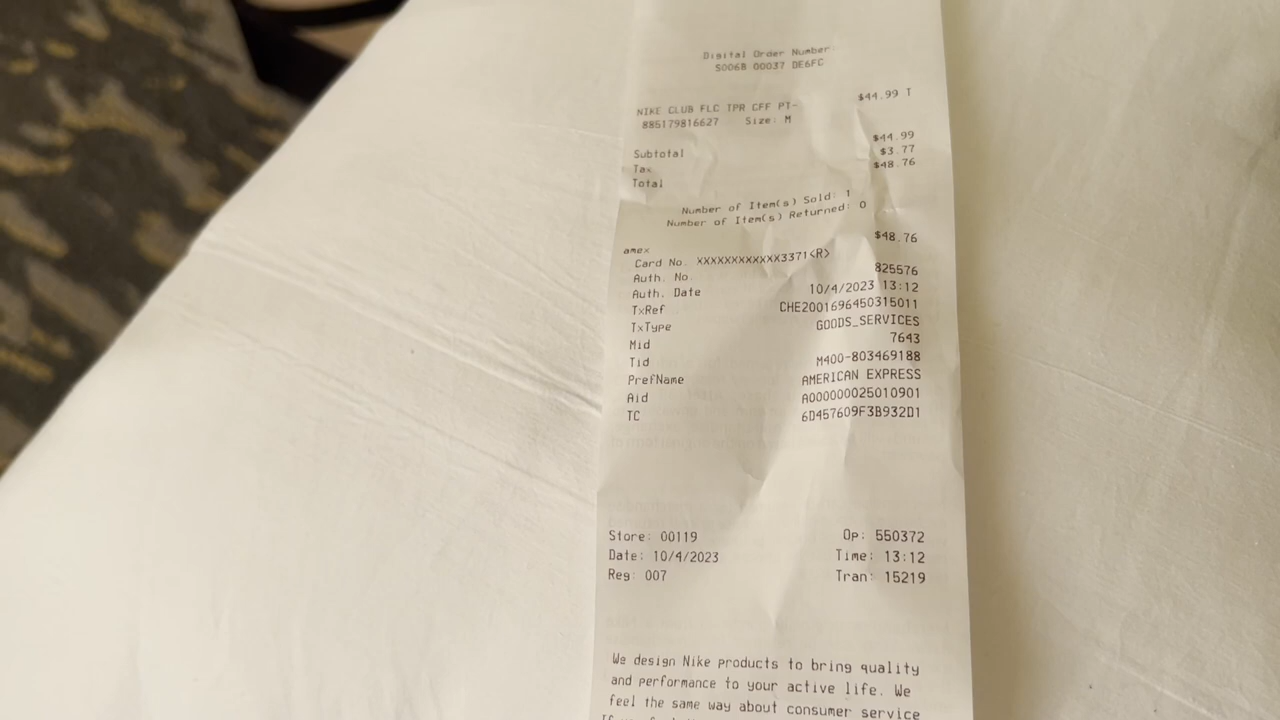 Digital Order Number:
S006B 00037 DE6FC
NIKE CLUB FLC TPR CFF PT- $44.99 T
885179816627 Size: M
Subtotal $44.99
Tax $3.77
Total $48.76
Number of Item(s) Sold: 1
Number of Item(s) Returned: 0
amex $48.76
Card No. XXXXXXXXXXXX3371<R>
Auth. No. 825576
Auth. Date 10/4/2023 13:12
TxRef CHE2001696450315011
TxType GOODS_SERVICES
Mid 7643
Tid M400-803469188
PrefName AMERICAN EXPRESS
Aid A000000025010901
TC 6D457609F3B932D1
Store: 00119 Op: 550372
Date: 10/4/2023 Time: 13:12
Reg: 007 Tran: 15219
We design Nike products to bring quality
and performance to your active life. We
feel the same way about consumer service